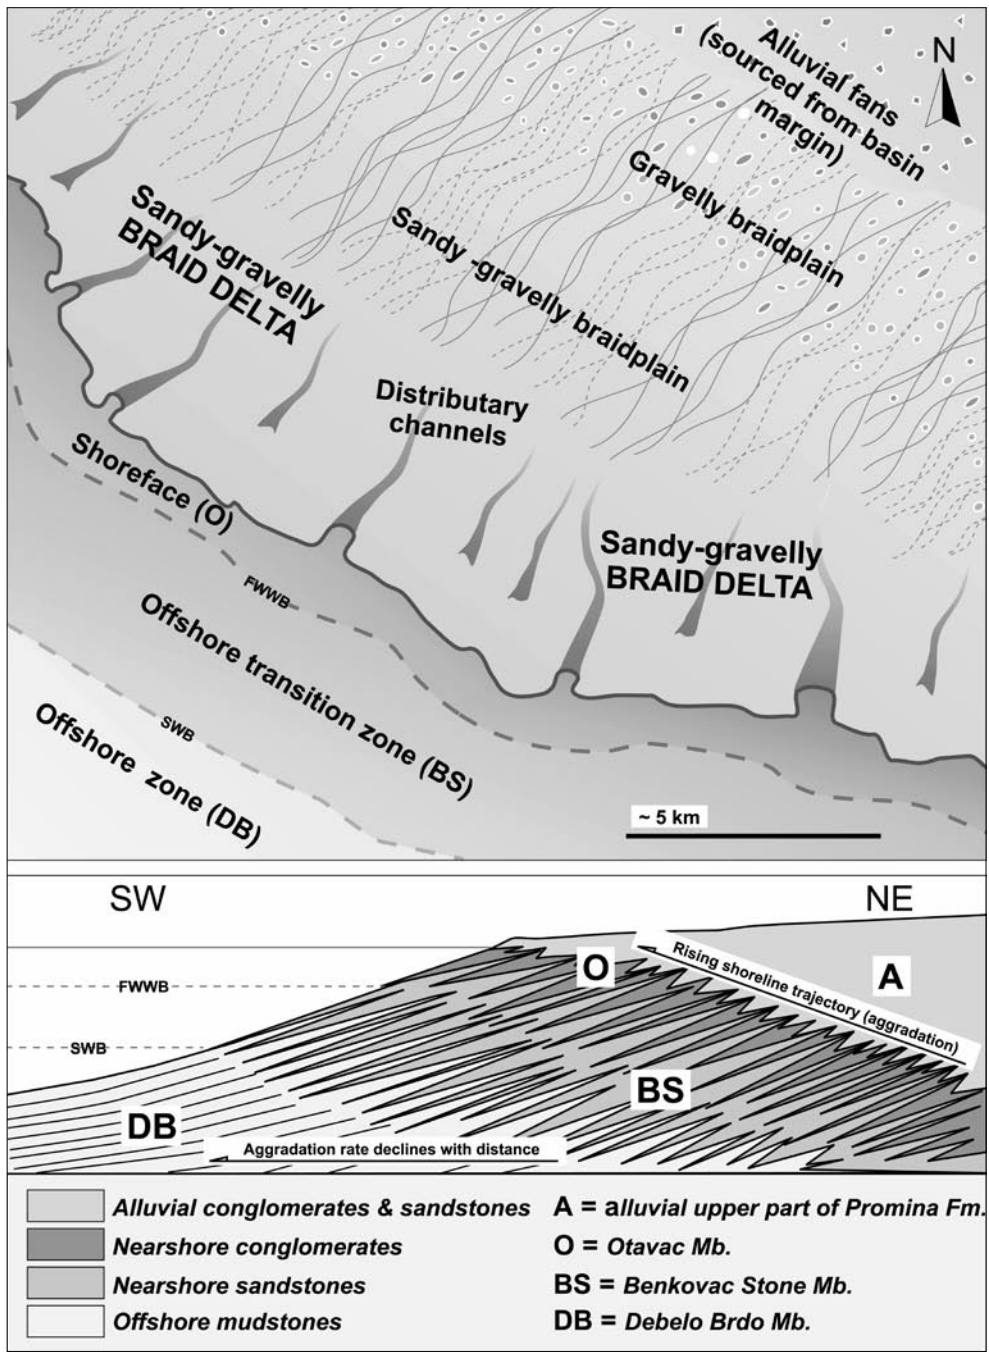 Alluvial fans
(sourced from basin
margin)
N
Gravelly braidplain
Sandy -gravelly braidplain
Sandy-gravelly
BRAID DELTA
Distributary
channels
Sandy-gravelly
BRAID DELTA
Shoreface (O)
FWWB
Offshore transition zone (BS)
SWB
Offshore zone (DB)
~ 5 km
SW
NE
O
Rising shoreline trajectory (aggradation)
A
FWWB
SWB
BS
DB
Aggradation rate declines with distance
Alluvial conglomerates & sandstones
A = alluvial upper part of Promina Fm.
Nearshore conglomerates
O = Otavac Mb.
Nearshore sandstones
BS = Benkovac Stone Mb.
Offshore mudstones
DB = Debelo Brdo Mb.